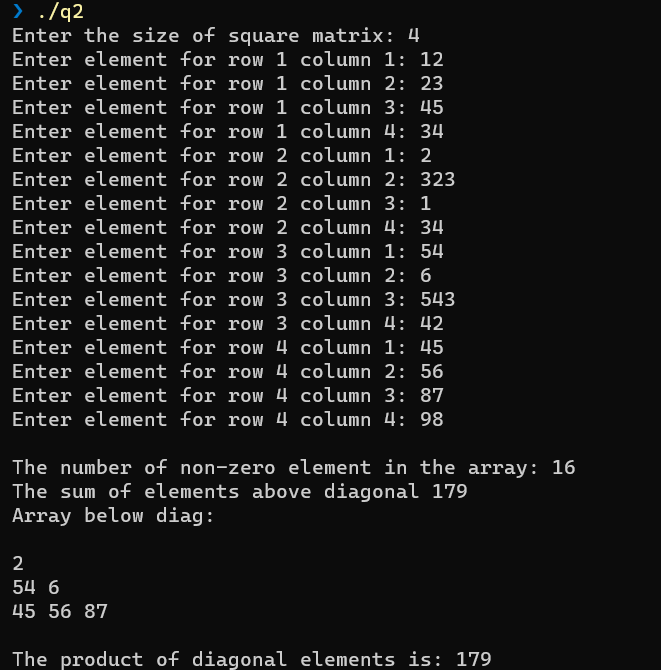 ❯ ./q2
Enter the size of square matrix: 4
Enter element for row 1 column 1: 12
Enter element for row 1 column 2: 23
Enter element for row 1 column 3: 45
Enter element for row 1 column 4: 34
Enter element for row 2 column 1: 2
Enter element for row 2 column 2: 323
Enter element for row 2 column 3: 1
Enter element for row 2 column 4: 34
Enter element for row 3 column 1: 54
Enter element for row 3 column 2: 6
Enter element for row 3 column 3: 543
Enter element for row 3 column 4: 42
Enter element for row 4 column 1: 45
Enter element for row 4 column 2: 56
Enter element for row 4 column 3: 87
Enter element for row 4 column 4: 98
The number of non-zero element in the array: 16
The sum of elements above diagonal 179
Array below diag:
2
54 6
45 56 87
The product of diagonal elements is: 179